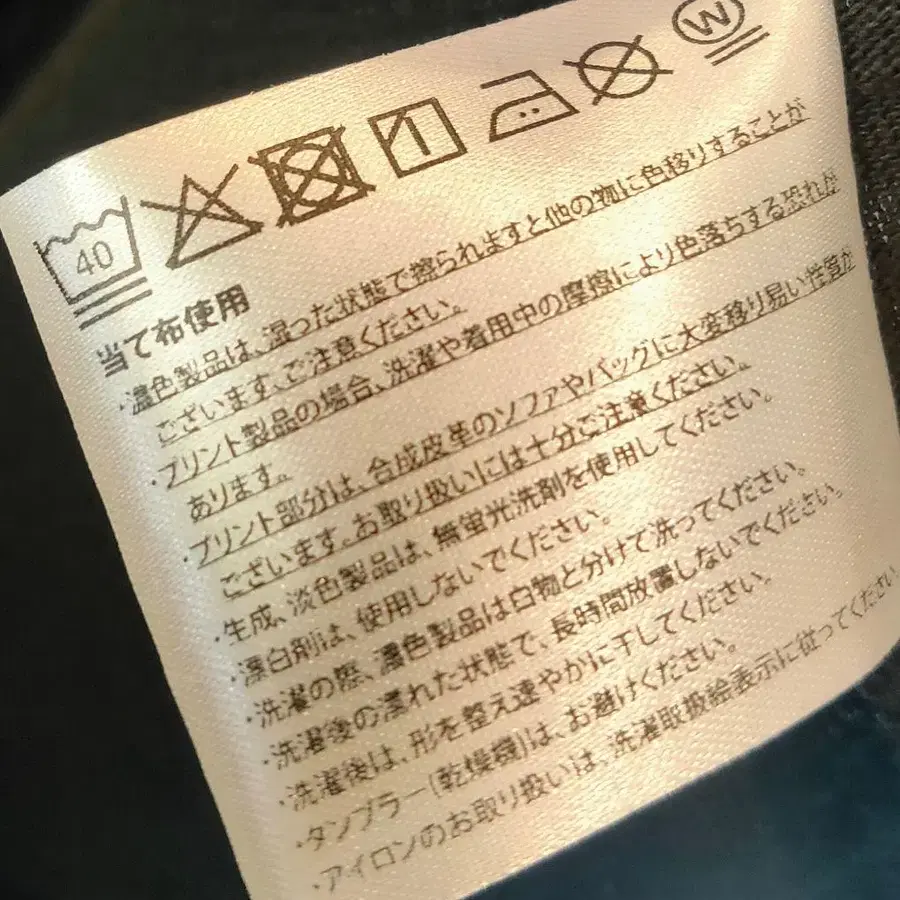 40
W
当て布使用
・濃色製品は、湿った状態で擦られますと他の物に色移りすることが
ございます。ご注意ください。
・プリント製品の場合、洗濯や着用中の摩擦により色落ちする恐れが
あります。
・プリント部分は、合成皮革のソファやバッグに大変移り易い性質が
ございます。お取り扱いには十分ご注意ください。
・生成、淡色製品は、無蛍光洗剤を使用してください。
・漂白剤は、使用しないでください。
・洗濯の際、濃色製品は白物と分けて洗ってください。
・洗濯後の濡れた状態で、長時間放置しないでください。
・洗濯後は、形を整え速やかに干してください。
・タンブラー(乾燥機)は、お避けください。
・アイロンのお取り扱いは、洗濯取扱絵表示に従ってください